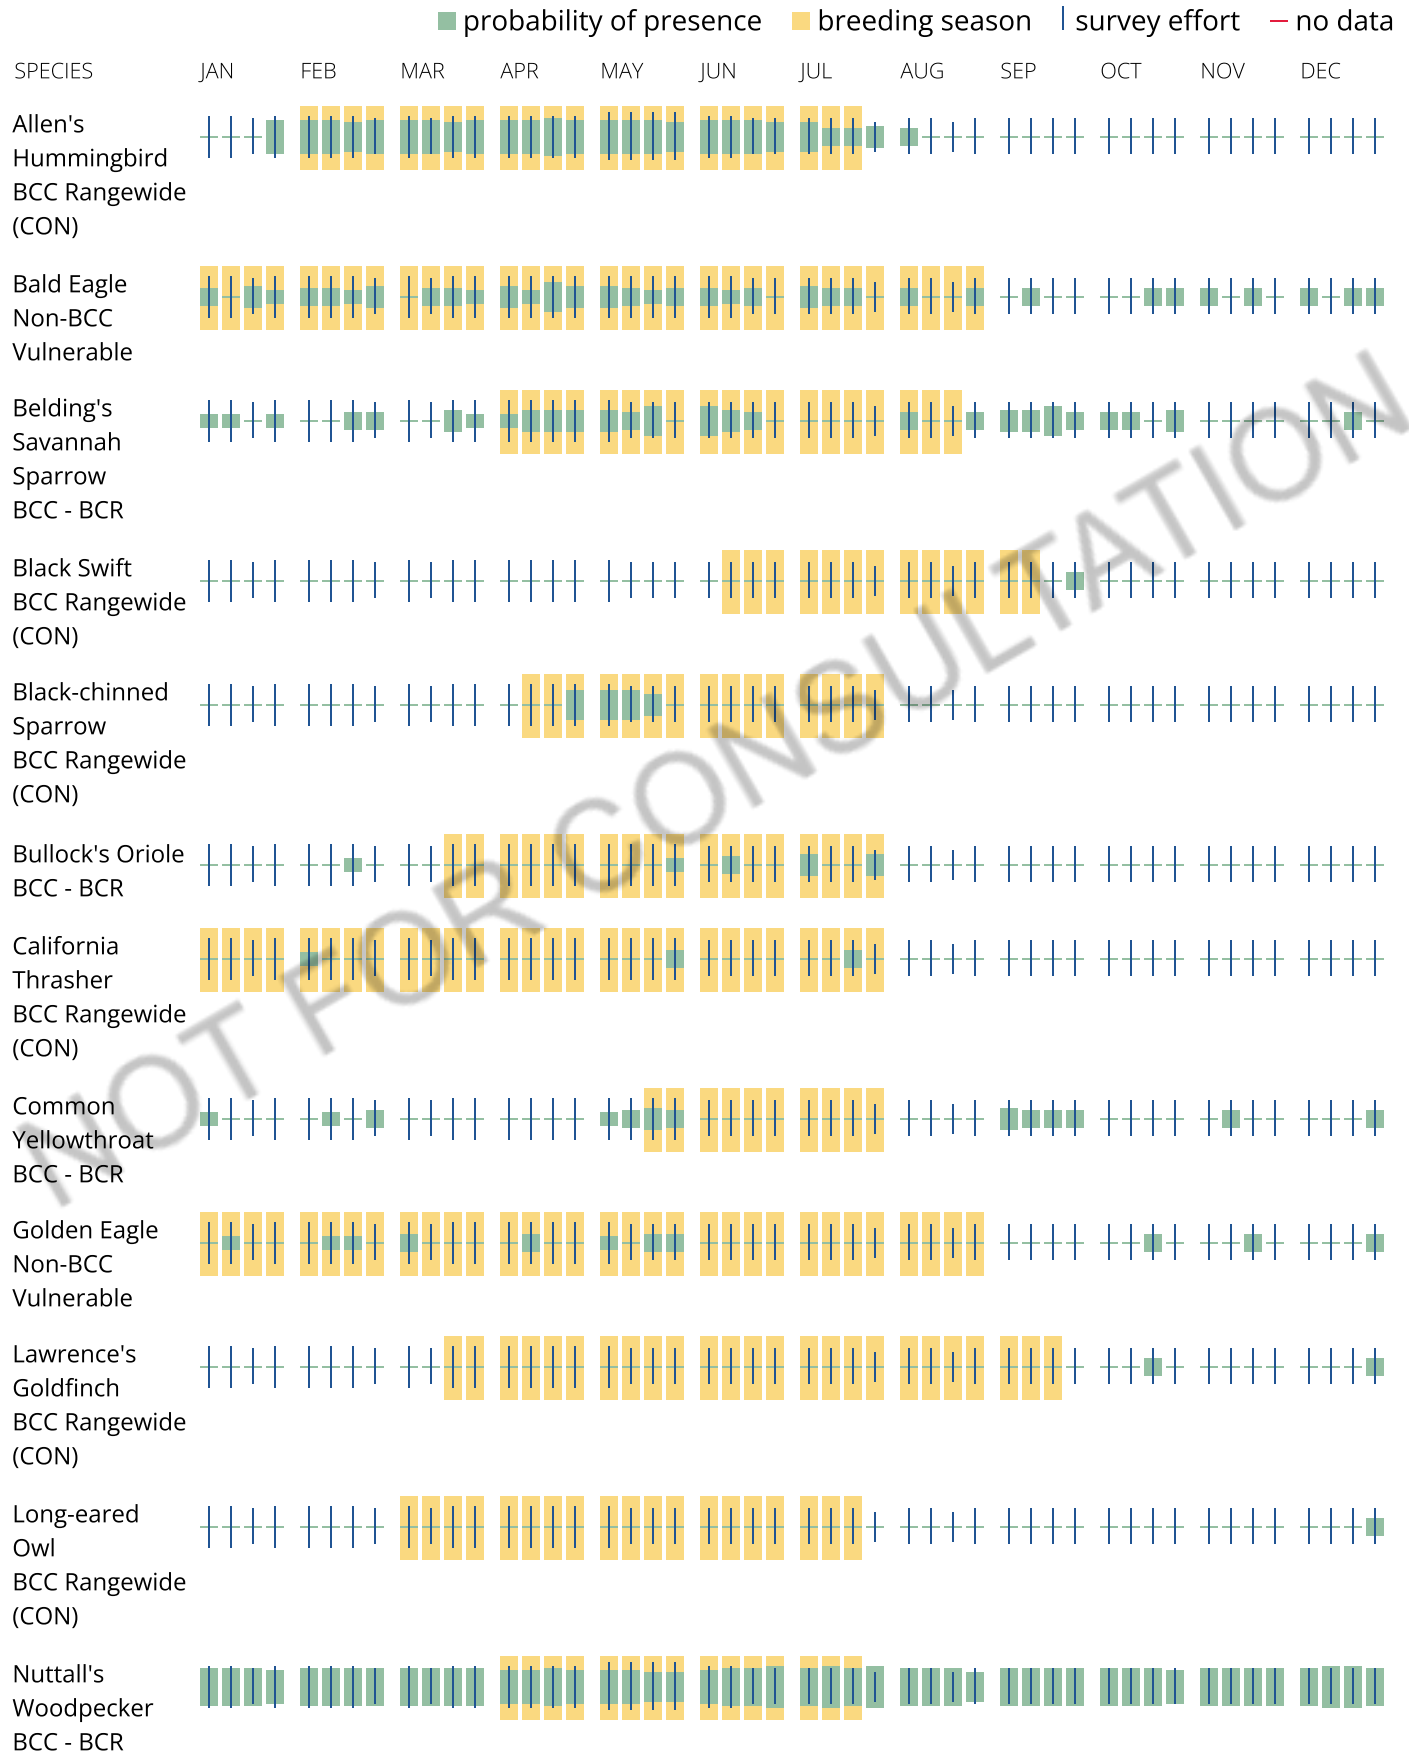 probability of presence breeding season survey effort no data
SPECIES JAN FEB MAR APR MAY JUN JUL AUG SEP OCT NOV DEC
Allen's
Hummingbird
BCC Rangewide
(CON)
Bald Eagle
Non-BCC
Vulnerable
Belding's
Savannah
Sparrow
BCC - BCR
Black Swift
BCC Rangewide
(CON)
Black-chinned
Sparrow
BCC Rangewide
(CON)
Bullock's Oriole
BCC - BCR
California
Thrasher
BCC Rangewide
(CON)
Common
Yellowthroat
BCC - BCR
Golden Eagle
Non-BCC
Vulnerable
Lawrence's
Goldfinch
BCC Rangewide
(CON)
Long-eared
Owl
BCC Rangewide
(CON)
Nuttall's
Woodpecker
BCC - BCR
NOT FOR CONSULTATION